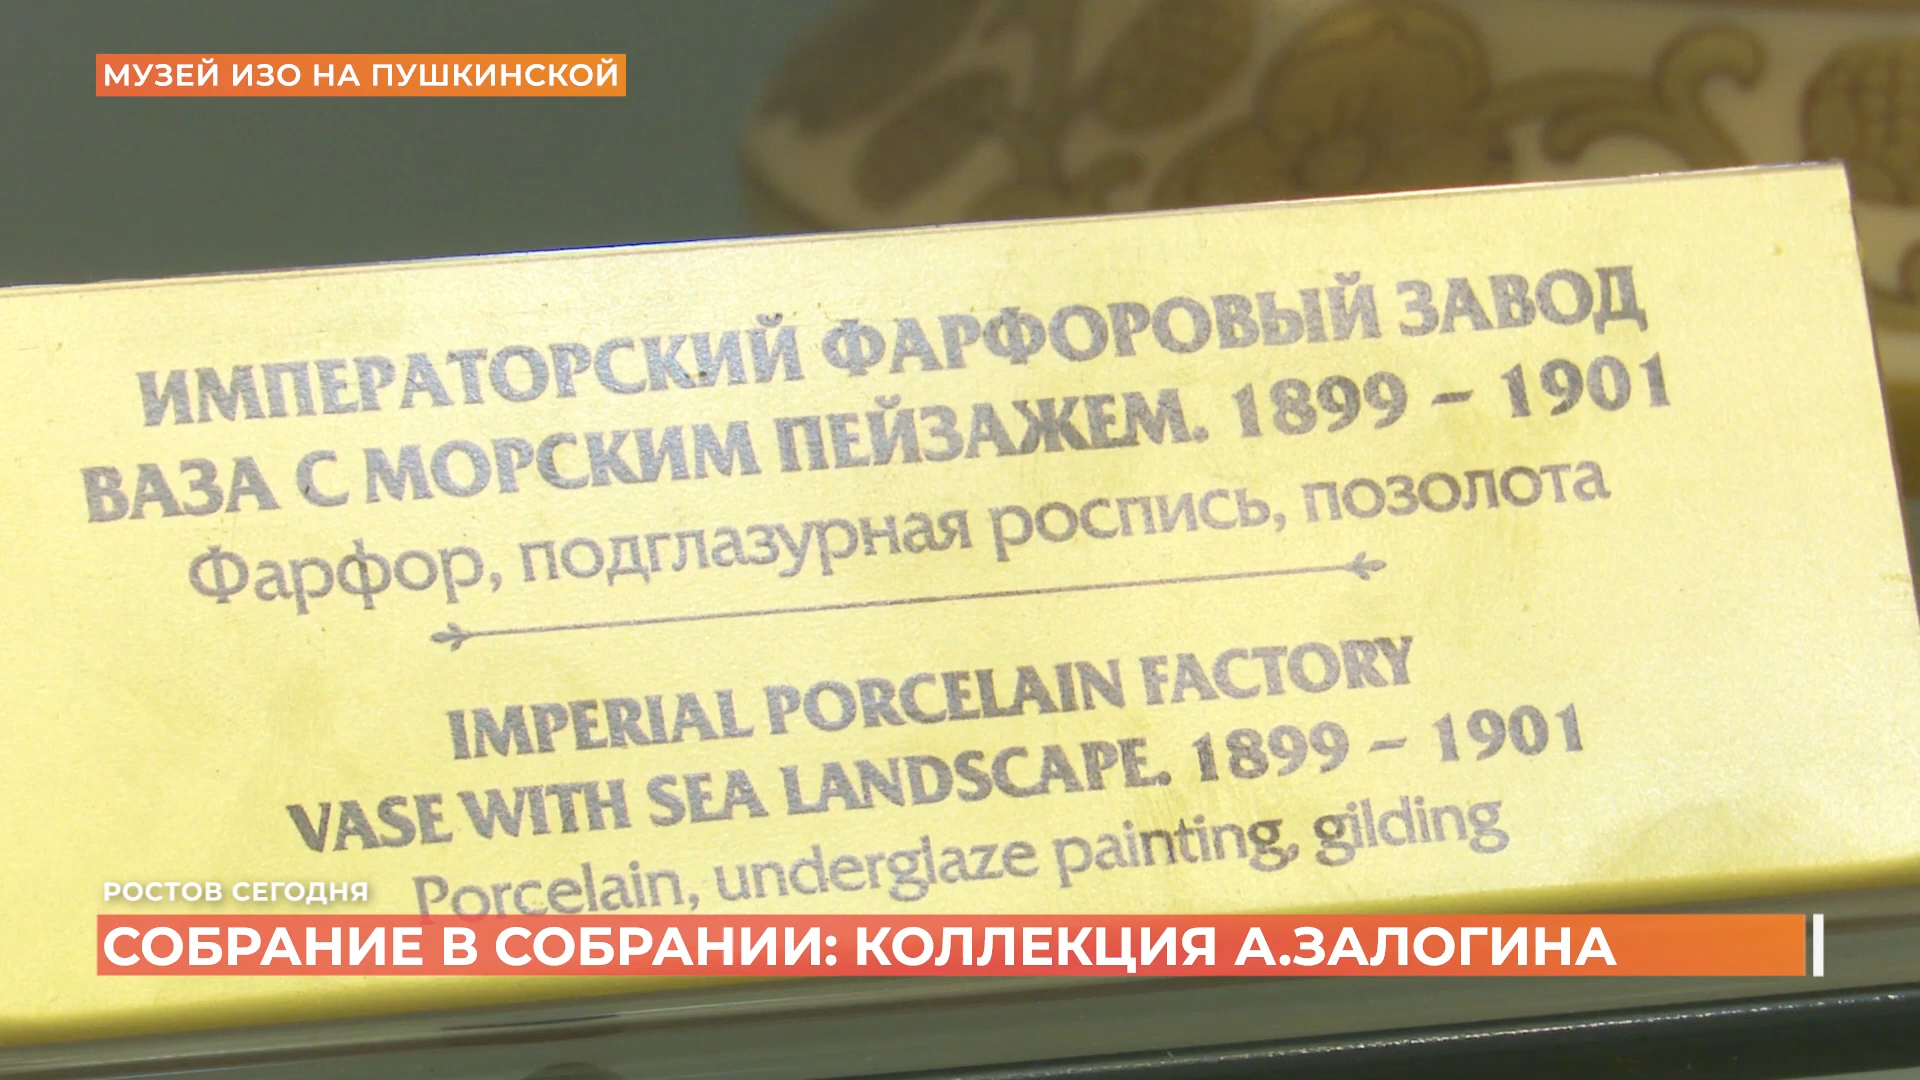 МУЗЕЙ ИЗО НА ПУШКИНСКОЙ
ИМПЕРАТОРСКИЙ ФАРФОРОВЫЙ ЗАВОД
ВАЗА С МОРСКИМ ПЕЙЗАЖЕМ. 1899 – 1901
Фарфор, подглазурная роспись, позолота
IMPERIAL PORCELAIN FACTORY
VASE WITH SEA LANDSCAPE. 1899 – 1901
Porcelain, underglaze painting, gilding
РОСТОВ СЕГОДНЯ
СОБРАНИЕ В СОБРАНИИ: КОЛЛЕКЦИЯ А.ЗАЛОГИНА